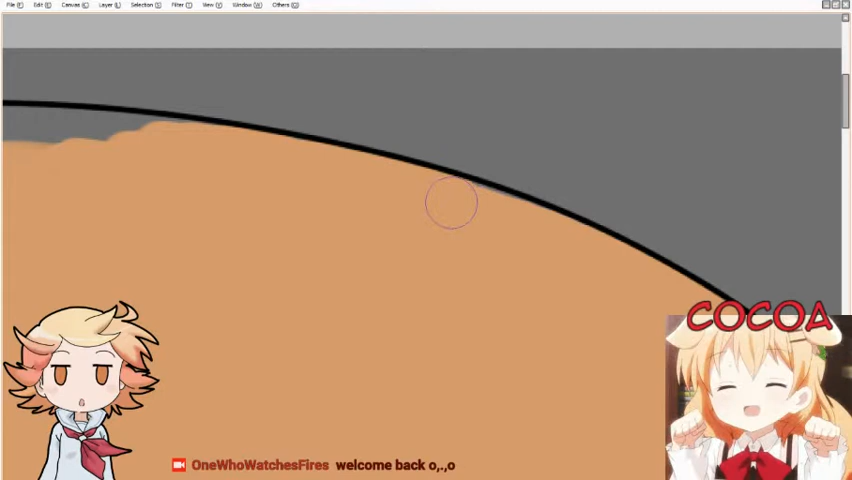 File (F) Edit (E) Canvas (C) Layer (L) Selection (S) Filter (T) View (V) Window (W) Others (O)
COCOA
OneWhoWatchesFires welcome back o,.,o